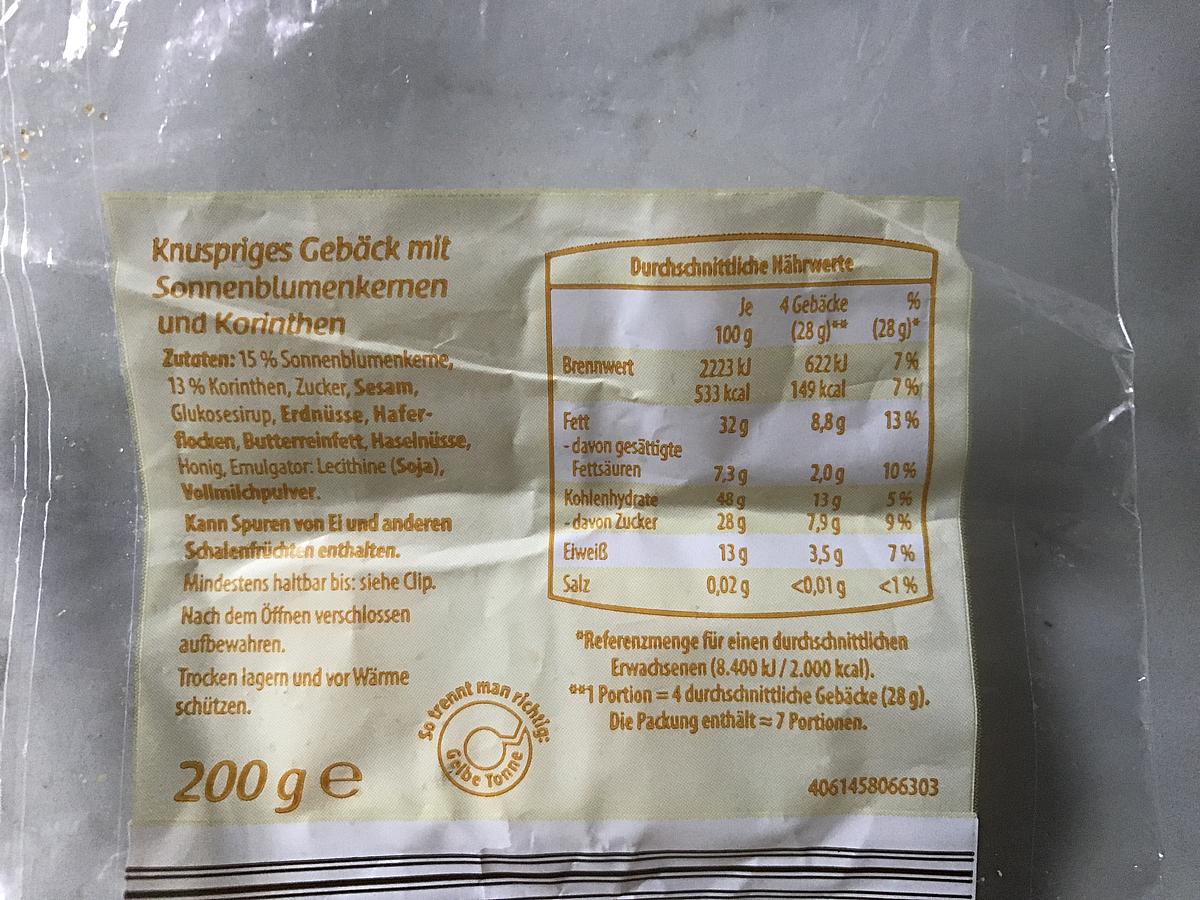 Knuspriges Gebäck mit
Sonnenblumenkernen
und Korinthen
Zutaten: 15 % Sonnenblumenkerne,
13 % Korinthen, Zucker, Sesam,
Glukosesirup, Erdnüsse, Hafer-
flocken, Butterreinfett, Haselnüsse,
Honig, Emulgator: Lecithine (Soja),
Vollmilchpulver.
Kann Spuren von Ei und anderen
Schalenfrüchten enthalten.
Mindestens haltbar bis: siehe Clip.
Nach dem Öffnen verschlossen
aufbewahren.
Trocken lagern und vor Wärme
schützen.
200 g e
So trennt man richtig:
Gelbe Tonne
Durchschnittliche Nährwerte
Je 4 Gebäcke %
100 g (28 g)** (28 g)*
Brennwert 2223 kJ 622 kJ 7 %
533 kcal 149 kcal 7 %
Fett 32 g 8,8 g 13 %
- davon gesättigte
Fettsäuren 7,3 g 2,0 g 10 %
Kohlenhydrate 48 g 13 g 5 %
- davon Zucker 28 g 7,9 g 9 %
Eiweiß 13 g 3,5 g 7 %
Salz 0,02 g <0,01 g <1 %
*Referenzmenge für einen durchschnittlichen
Erwachsenen (8.400 kJ / 2.000 kcal).
**1 Portion = 4 durchschnittliche Gebäcke (28 g).
Die Packung enthält ≈ 7 Portionen.
4061458066303